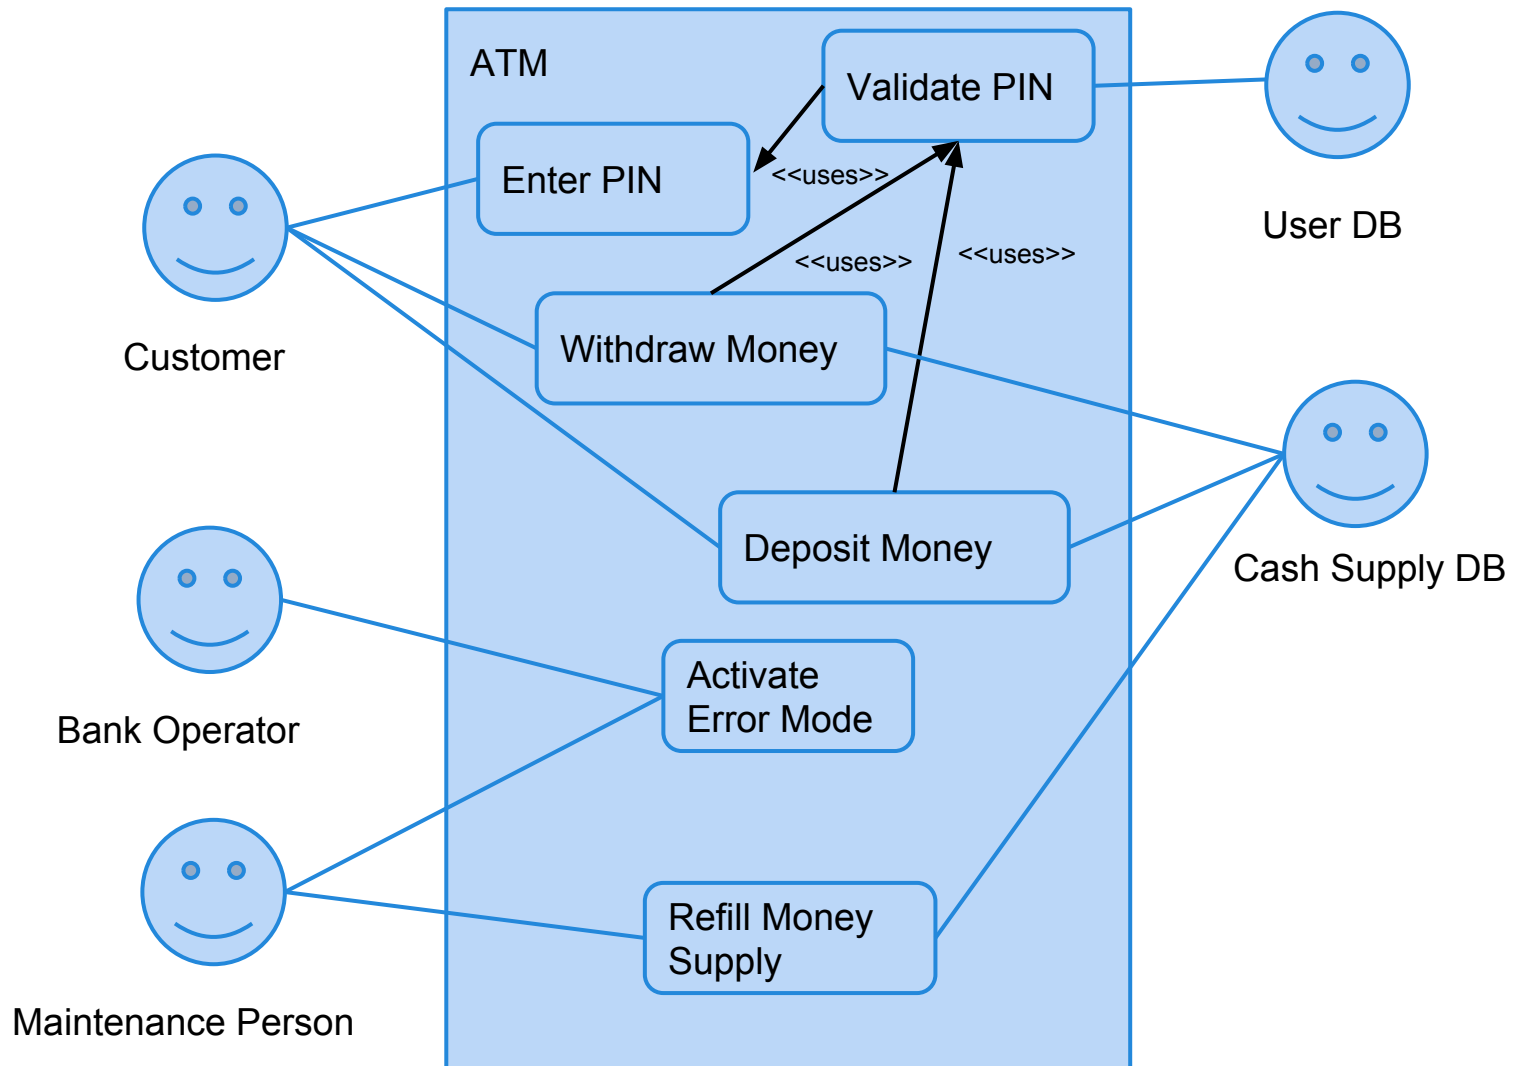 ATM
Validate PIN
Enter PIN
<<uses>>
User DB
<<uses>>
<<uses>>
Customer
Withdraw Money
Deposit Money
Cash Supply DB
Activate
Error Mode
Bank Operator
Refill Money
Supply
Maintenance Person